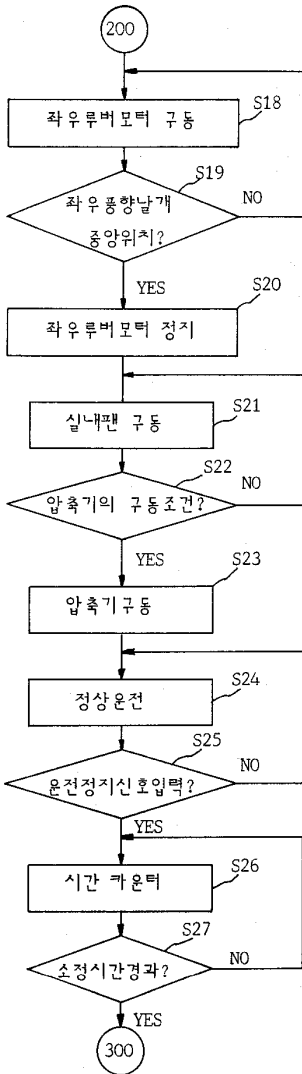 200
좌우루버모터 구동
S18
S19
좌우풍향날개
중앙위치?
NO
YES
S20
좌우루버모터 정지
실내팬 구동
S21
S22
압축기의 구동조건?
NO
YES
S23
압축기구동
정상운전
S24
S25
운전정지신호입력?
NO
YES
시간 카운터
S26
S27
소정시간경과?
NO
YES
300